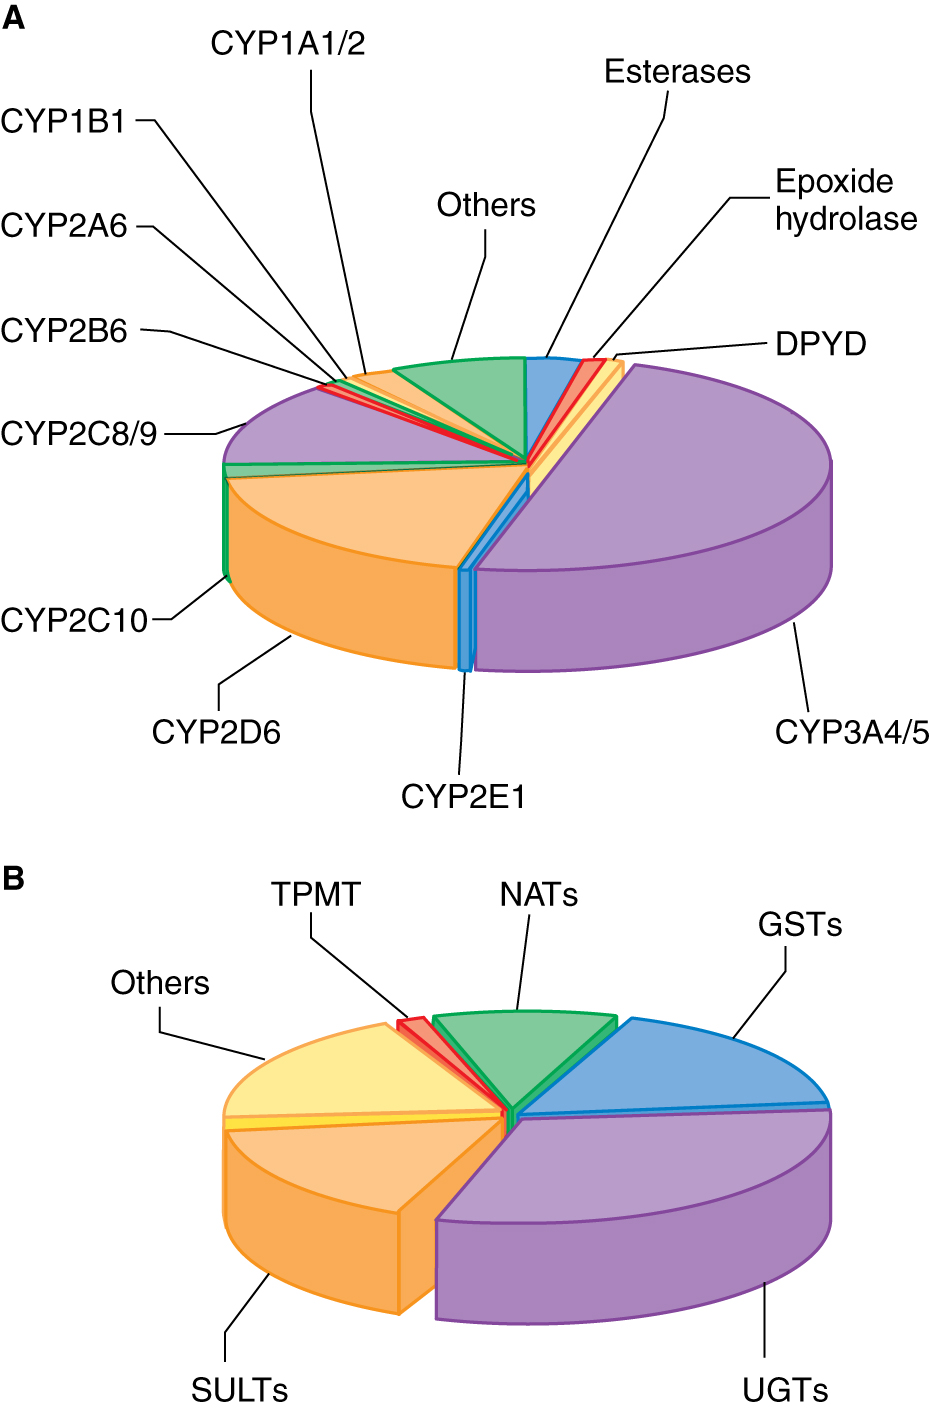 A
CYP1A1/2
Esterases
CYP1B1
Epoxide
hydrolase
Others
CYP2A6
CYP2B6
DPYD
CYP2C8/9
CYP2C10
CYP2D6
CYP3A4/5
CYP2E1
B
TPMT
NATs
GSTs
Others
SULTs
UGTs